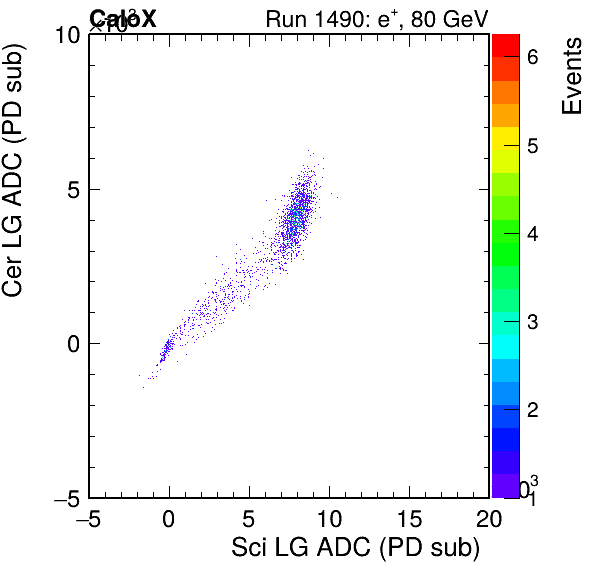 CaloX Run 1490: e⁺, 80 GeV
×10³
10
5
0
−5
−5 0 5 10 15 20
Sci LG ADC (PD sub)
Cer LG ADC (PD sub)
6
5
4
3
2
1
Events